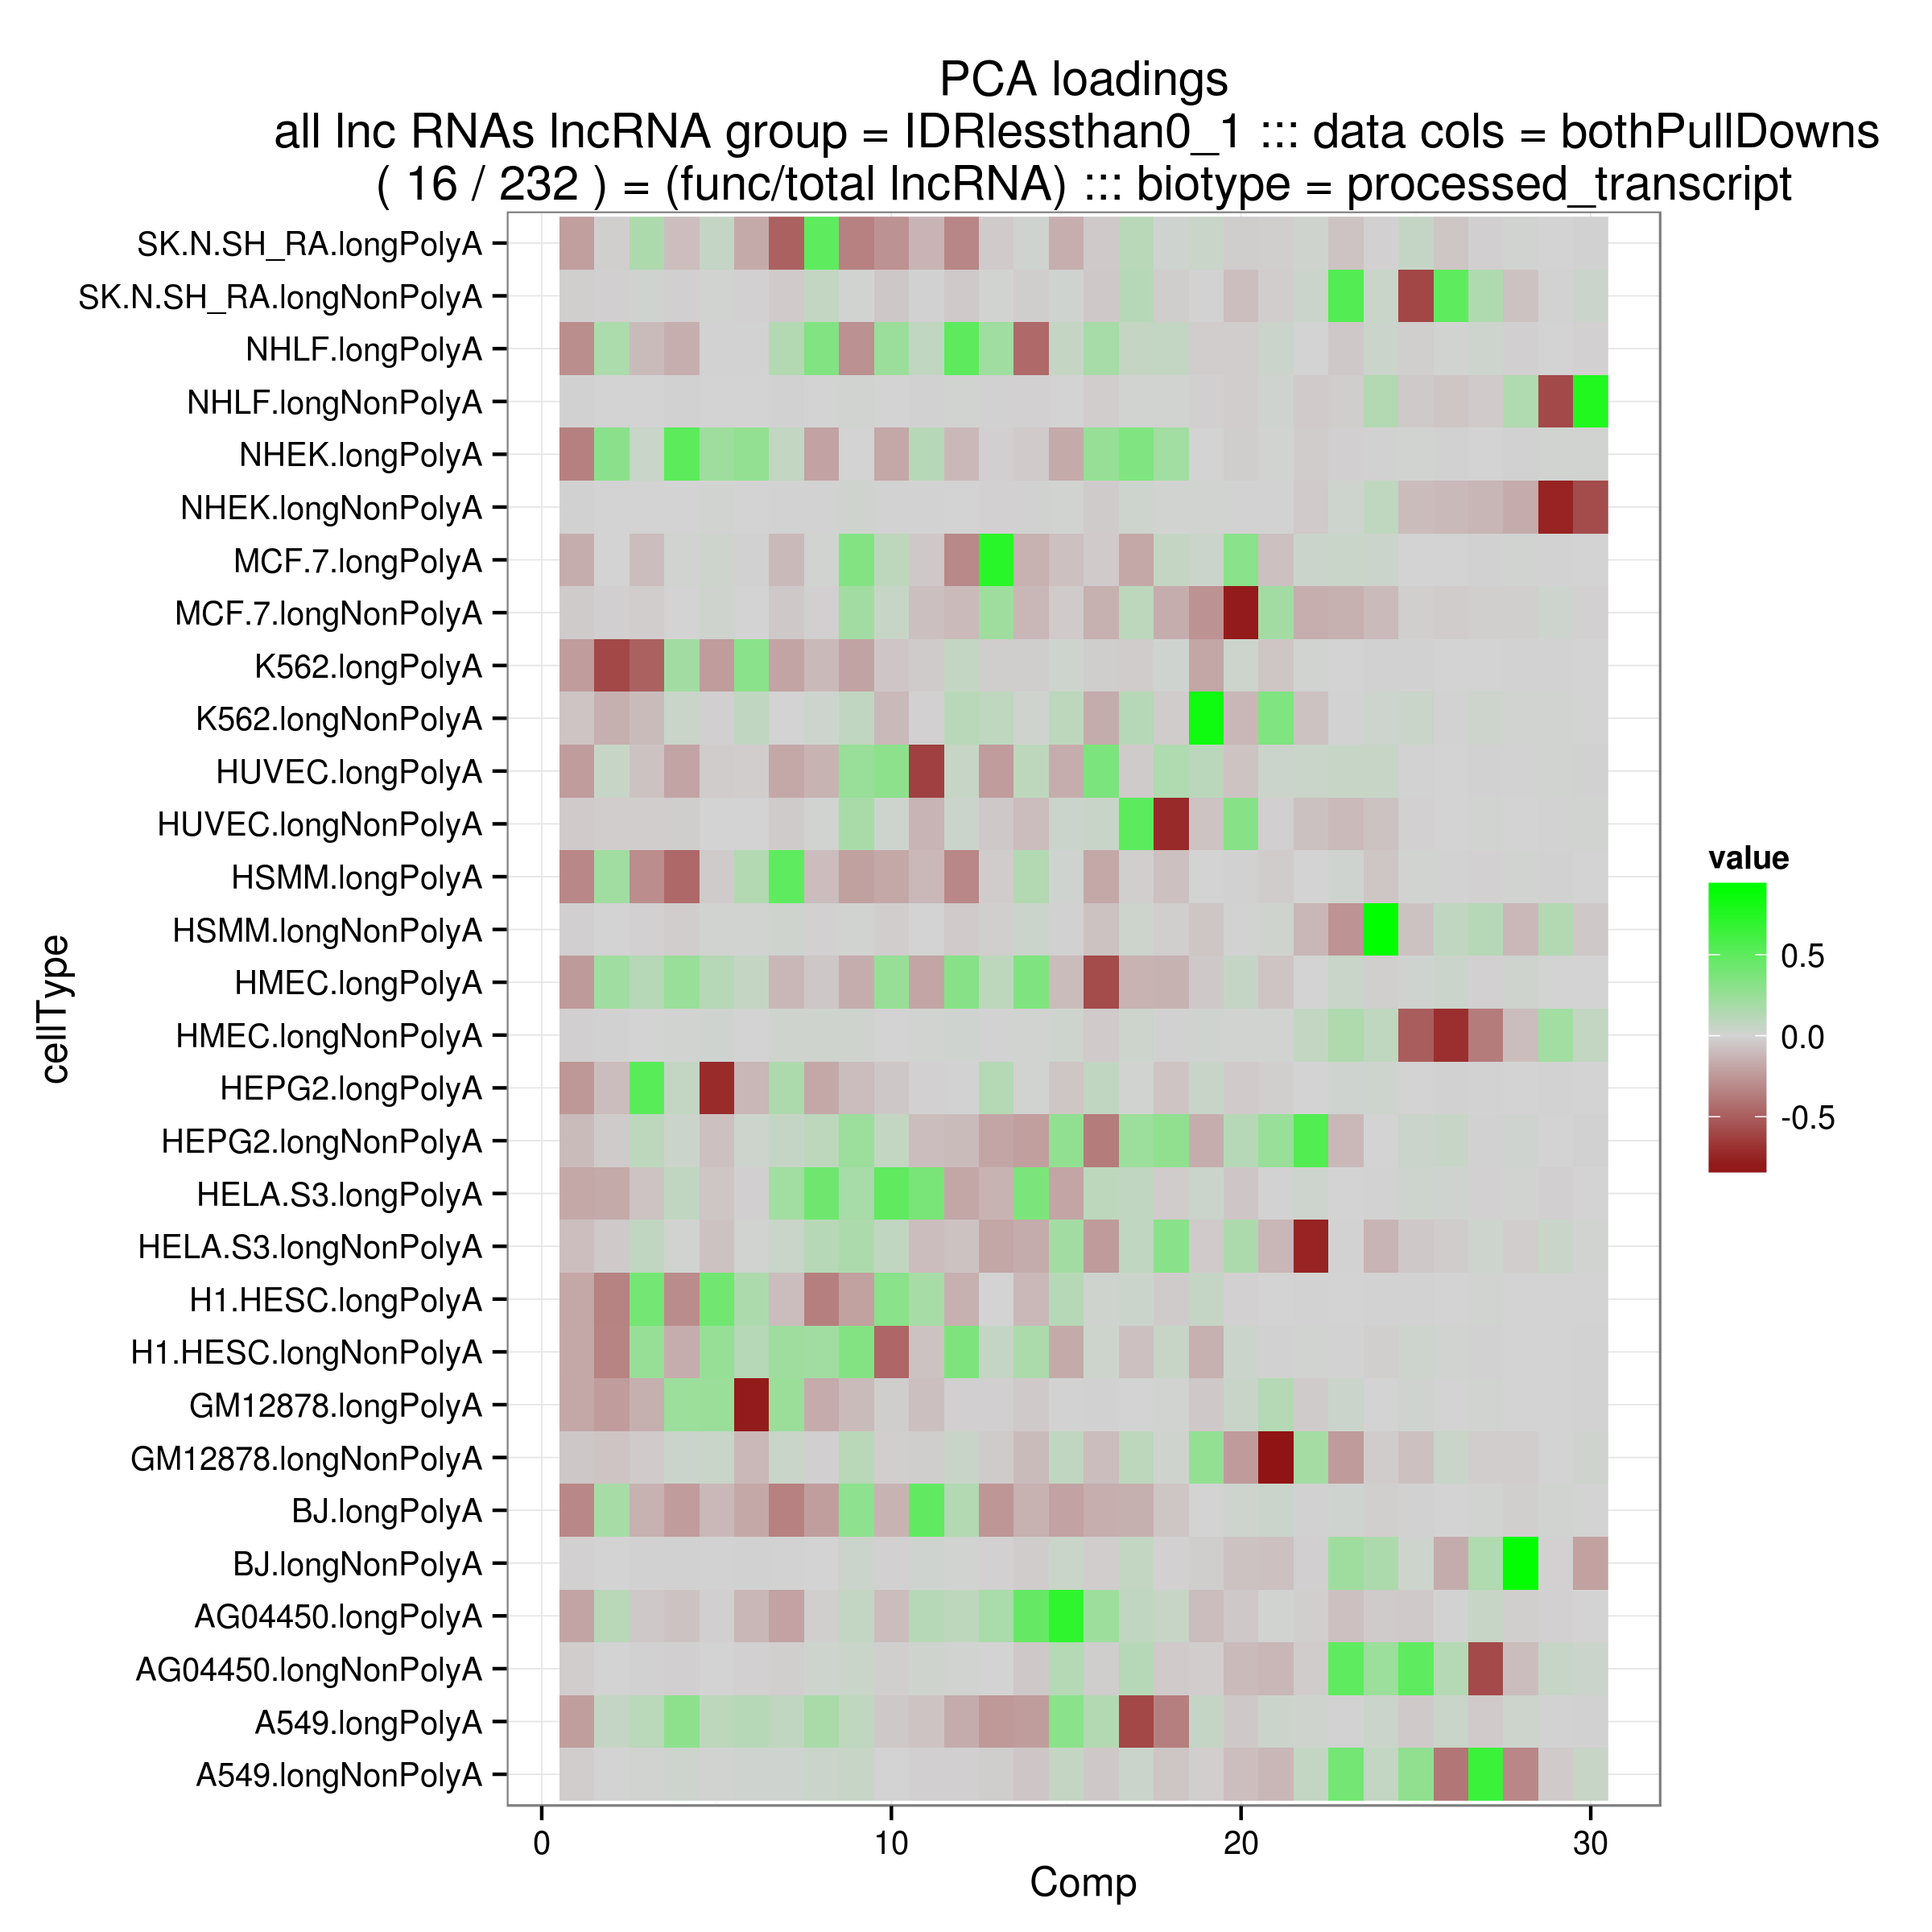 PCA loadings
all lnc RNAs lncRNA group = IDRlessthan0_1 ::: data cols = bothPullDowns
( 16 / 232 ) = (func/total lncRNA) ::: biotype = processed_transcript
SK.N.SH_RA.longPolyA
SK.N.SH_RA.longNonPolyA
NHLF.longPolyA
NHLF.longNonPolyA
NHEK.longPolyA
NHEK.longNonPolyA
MCF.7.longPolyA
MCF.7.longNonPolyA
K562.longPolyA
K562.longNonPolyA
HUVEC.longPolyA
HUVEC.longNonPolyA
HSMM.longPolyA
HSMM.longNonPolyA
HMEC.longPolyA
HMEC.longNonPolyA
HEPG2.longPolyA
HEPG2.longNonPolyA
HELA.S3.longPolyA
HELA.S3.longNonPolyA
H1.HESC.longPolyA
H1.HESC.longNonPolyA
GM12878.longPolyA
GM12878.longNonPolyA
BJ.longPolyA
BJ.longNonPolyA
AG04450.longPolyA
AG04450.longNonPolyA
A549.longPolyA
A549.longNonPolyA
cellType
0 10 20 30
Comp
value
0.5
0.0
-0.5